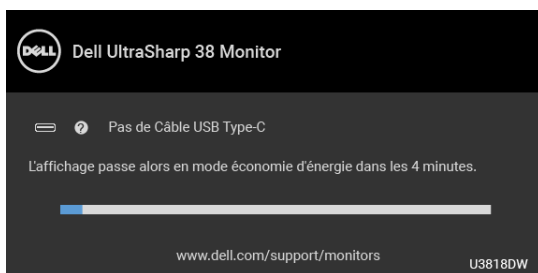 DELL Dell UltraSharp 38 Monitor
? Pas de Câble USB Type-C
L'affichage passe alors en mode économie d'énergie dans les 4 minutes.
www.dell.com/support/monitors
U3818DW